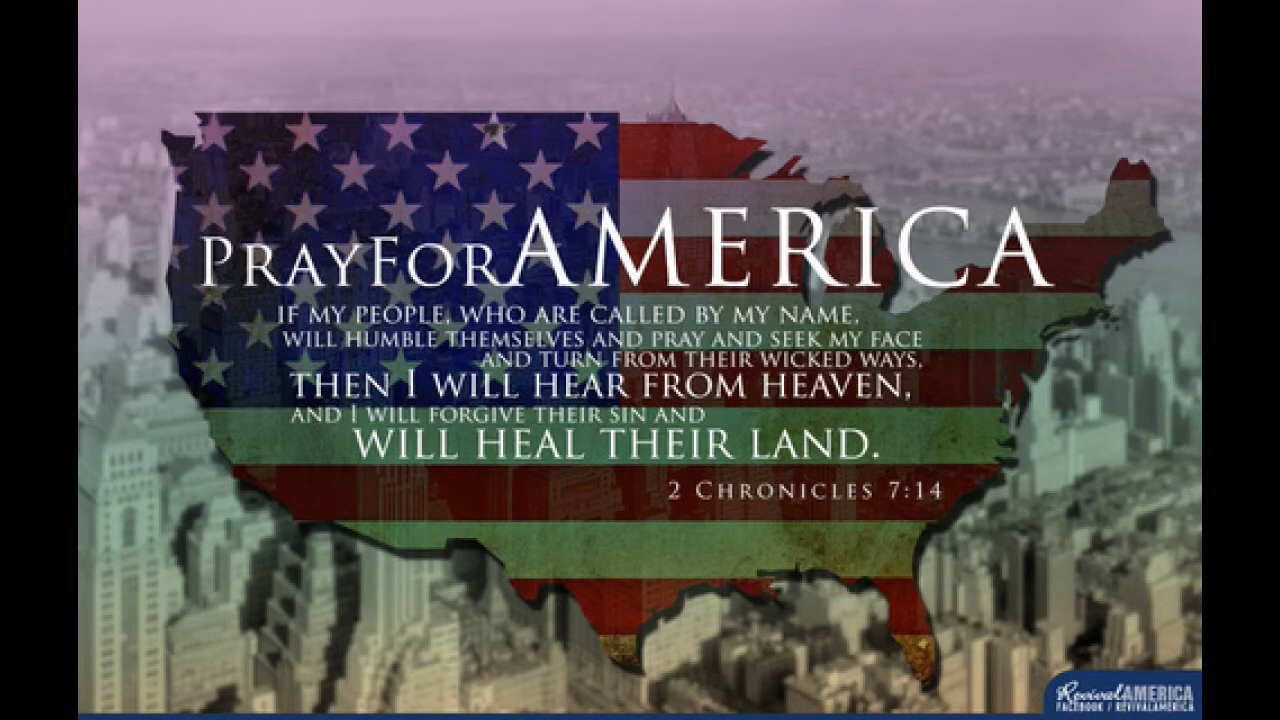 PRAYFORAMERICA
IF MY PEOPLE, WHO ARE CALLED BY MY NAME,
WILL HUMBLE THEMSELVES AND PRAY AND SEEK MY FACE
AND TURN FROM THEIR WICKED WAYS,
THEN I WILL HEAR FROM HEAVEN,
AND I WILL FORGIVE THEIR SIN AND
WILL HEAL THEIR LAND.
2 CHRONICLES 7:14
RevivalAMERICA
FACEBOOK / REVIVALAMERICA